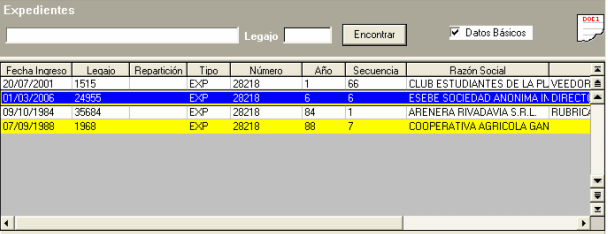 Expedientes
DOC1
Legajo Encontrar Datos Básicos
Fecha Ingreso Legajo Repartición Tipo Número Año Secuencia Razón Social
20/07/2001 1515 EXP 28218 1 66 CLUB ESTUDIANTES DE LA PL VEEDOR
01/03/2006 24955 EXP 28218 6 6 ESEBE SOCIEDAD ANONIMA IN DIRECTI
09/10/1984 35684 EXP 28218 84 1 ARENERA RIVADAVIA S.R.L. RUBRICA
07/09/1988 1968 EXP 28218 88 7 COOPERATIVA AGRICOLA GAN